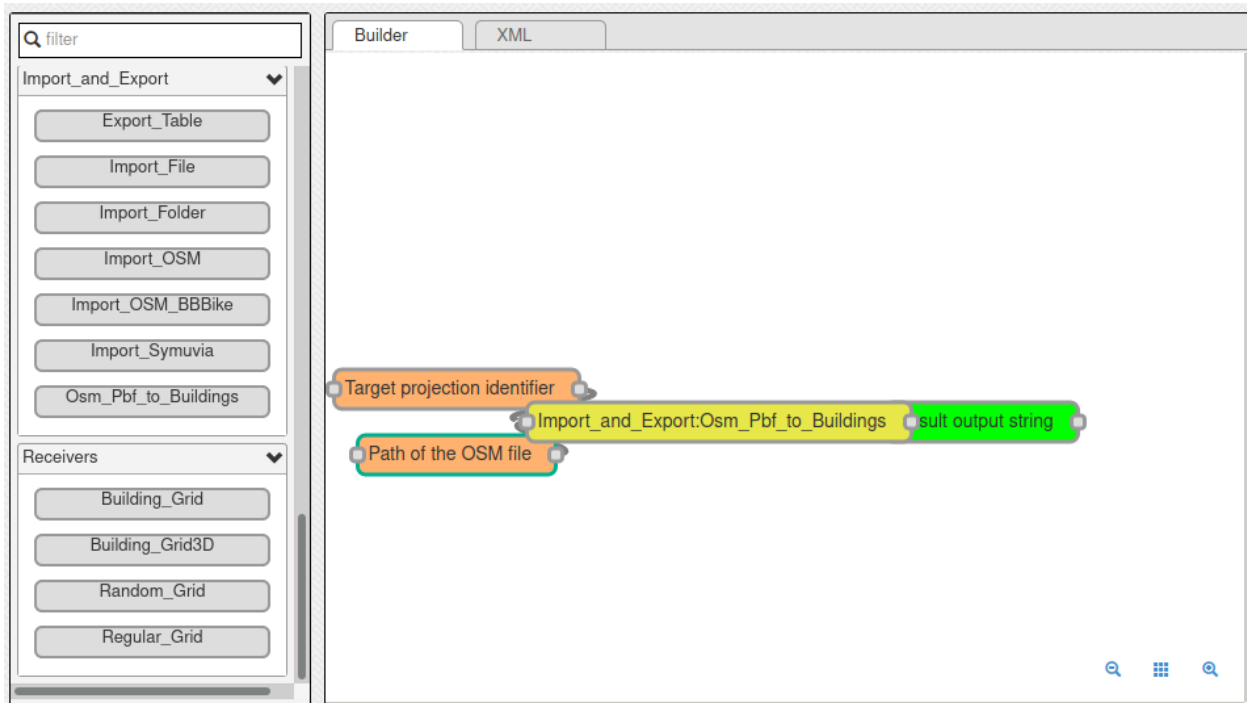 filter
Import_and_Export
Export_Table
Import_File
Import_Folder
Import_OSM
Import_OSM_BBBike
Import_Symuvia
Osm_Pbf_to_Buildings
Receivers
Building_Grid
Building_Grid3D
Random_Grid
Regular_Grid
Builder XML
Target projection identifier
Import_and_Export:Osm_Pbf_to_Buildings sult output string
Path of the OSM file